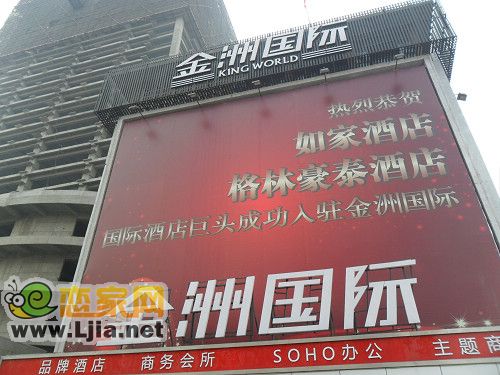 金洲国际
KING WORLD
热烈恭贺
如家酒店
格林豪泰酒店
国际酒店巨头成功入驻金洲国际
金洲国际
恋家网
www.Ljia.net
品牌酒店 商务会所 SOHO办公 主题商